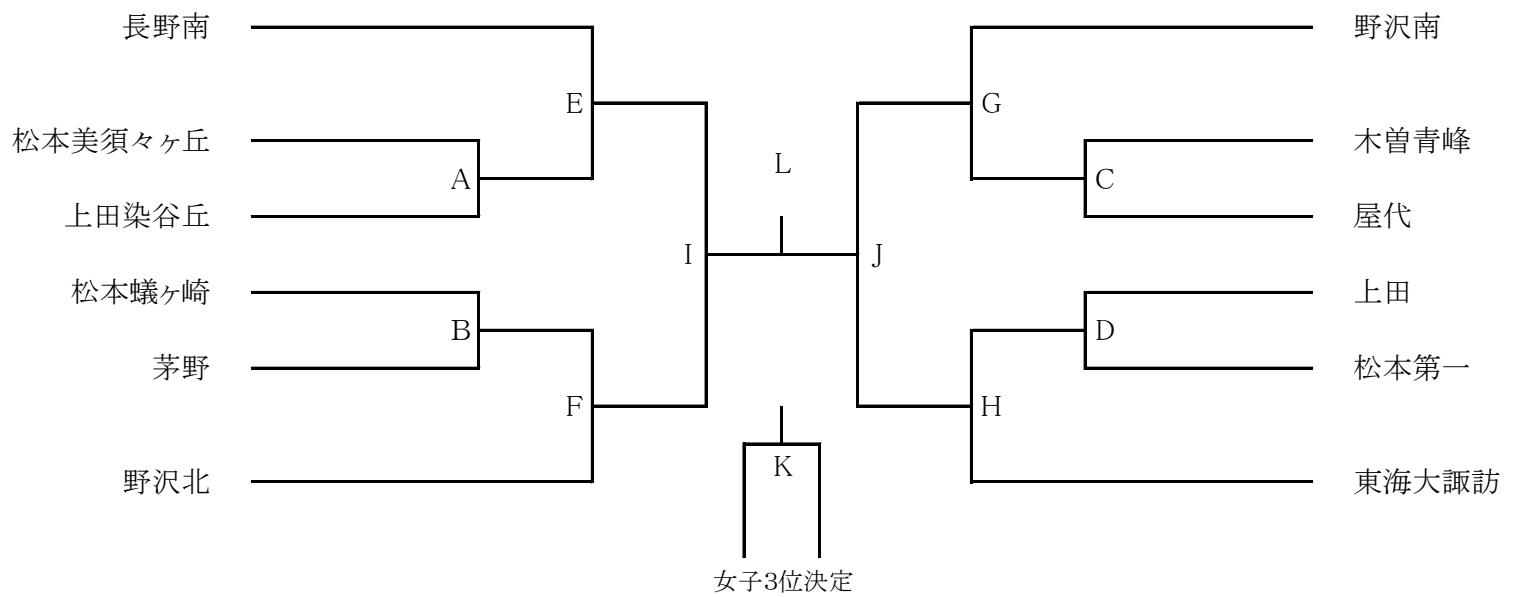 長野南
野沢南
E
G
松本美須々ヶ丘
木曽青峰
L
A
C
上田染谷丘
屋代
I
J
松本蟻ヶ崎
上田
B
D
茅野
松本第一
F
H
K
野沢北
東海大諏訪
女子3位決定